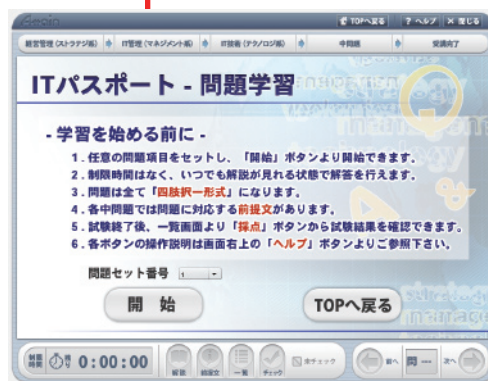 TOPへ戻る ? ヘルプ × 閉じる
経営管理(ストラテジ系) IT管理(マネジメント系) IT技術(テクノロジ系) 中問題 受講完了
ITパスポート - 問題学習
- 学習を始める前に -
1．任意の問題項目をセットし、「開始」ボタンより開始できます。
2．制限時間はなく、いつでも解説が見れる状態で解答を行えます。
3．問題は全て「四肢択一形式」になります。
4．各中問題では問題に対応する前提文があります。
5．試験終了後、一覧画面より「採点」ボタンから試験結果を確認できます。
6．各ボタンの操作説明は画面右上の「ヘルプ」ボタンよりご参照下さい。
問題セット番号 1
開 始 TOPへ戻る
制限時間 0:00:00 前へ 問 --- 次へ
解説 前提文 一覧 チェック